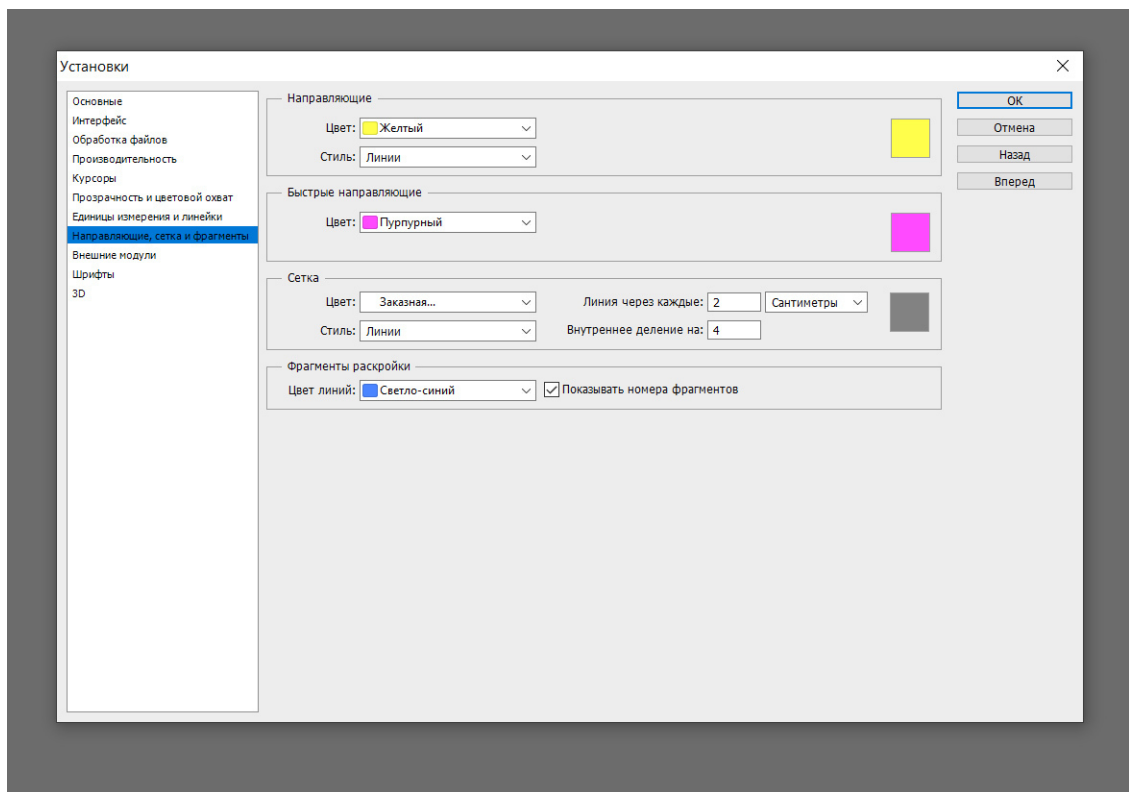 Установки
Основные
Интерфейс
Обработка файлов
Производительность
Курсоры
Прозрачность и цветовой охват
Единицы измерения и линейки
Направляющие, сетка и фрагменты
Внешние модули
Шрифты
3D
Направляющие
Цвет: Желтый
Стиль: Линии
Быстрые направляющие
Цвет: Пурпурный
Сетка
Цвет: Заказная... Линия через каждые: 2 Сантиметры
Стиль: Линии Внутреннее деление на: 4
Фрагменты раскройки
Цвет линий: Светло-синий Показывать номера фрагментов
OK
Отмена
Назад
Вперед